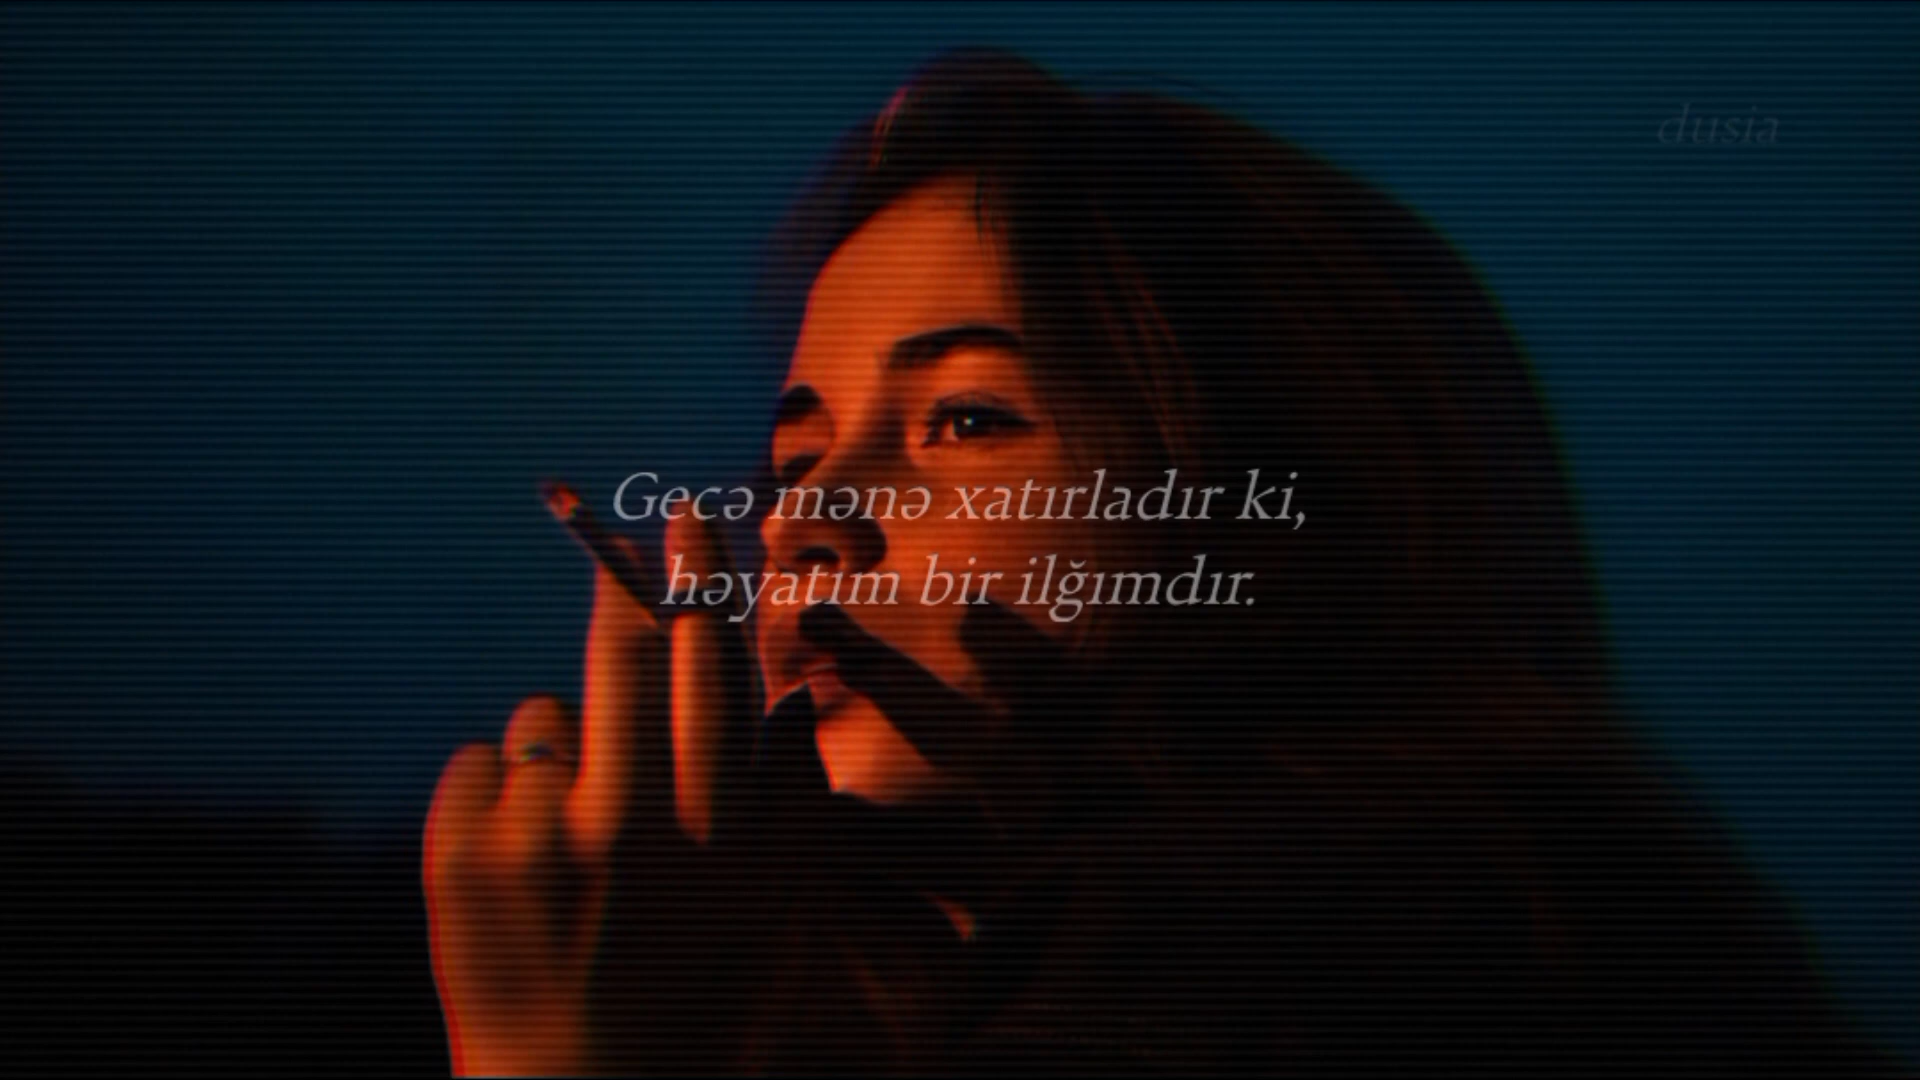 dusia
Gecə mənə xatırladır ki,
həyatım bir ilğımdır.